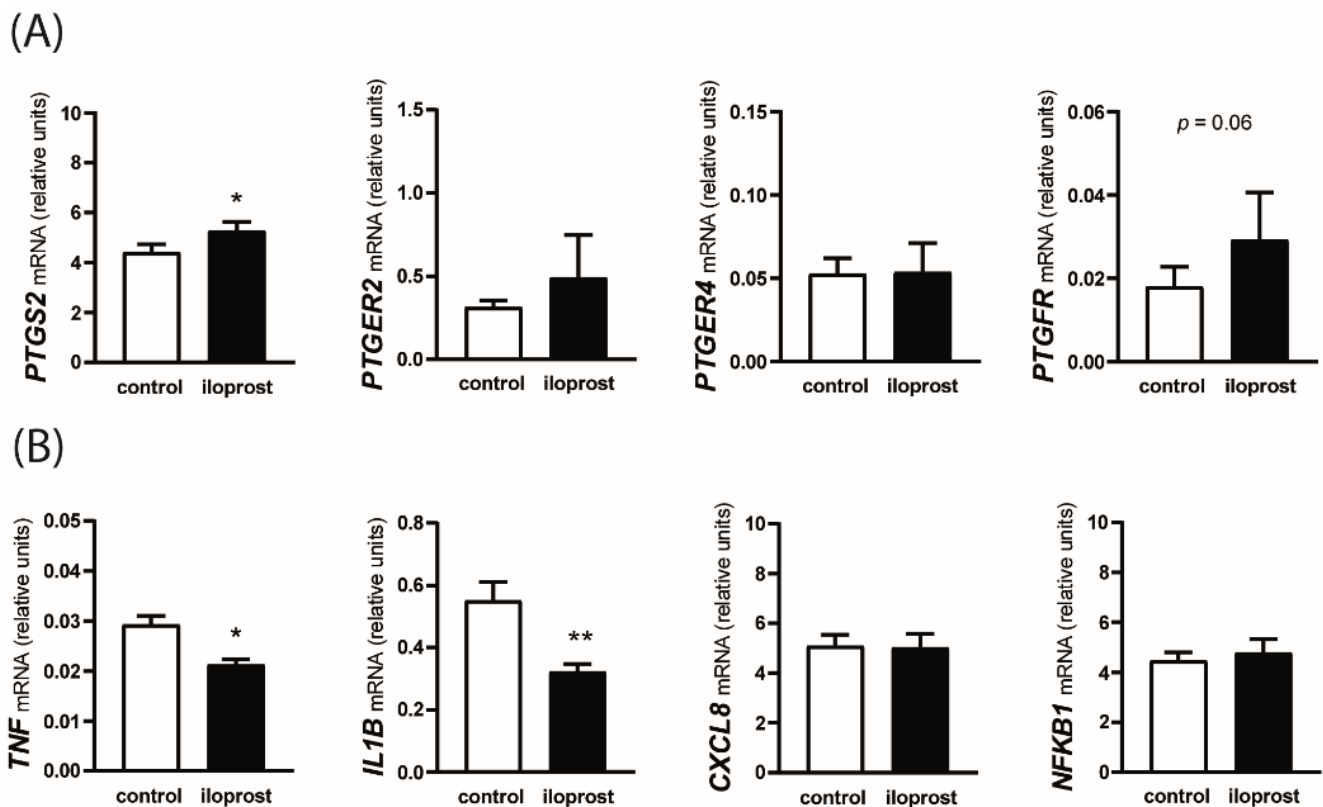 (A)
PTGS2 mRNA (relative units)
10
8
6
4
2
0
*
control iloprost
PTGER2 mRNA (relative units)
1.5
1.0
0.5
0.0
control iloprost
PTGER4 mRNA (relative units)
0.15
0.10
0.05
0.00
control iloprost
PTGFR mRNA (relative units)
0.06
0.04
0.02
0.00
p = 0.06
control iloprost
(B)
TNF mRNA (relative units)
0.05
0.04
0.03
0.02
0.01
0.00
*
control iloprost
IL1B mRNA (relative units)
0.8
0.6
0.4
0.2
0.0
**
control iloprost
CXCL8 mRNA (relative units)
10
8
6
4
2
0
control iloprost
NFKB1 mRNA (relative units)
10
8
6
4
2
0
control iloprost